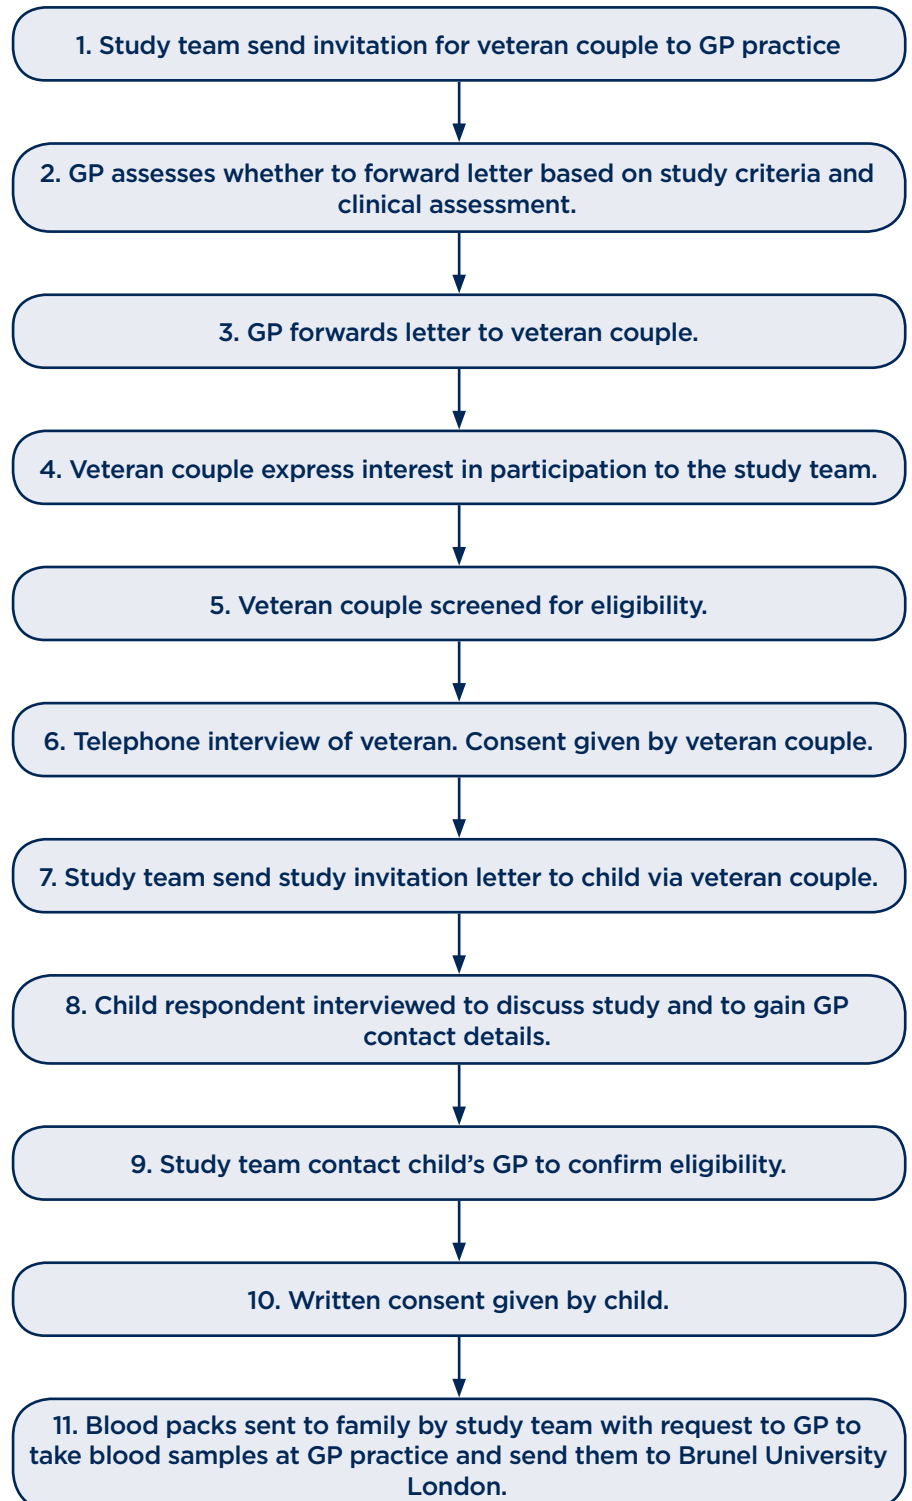 1. Study team send invitation for veteran couple to GP practice
2. GP assesses whether to forward letter based on study criteria and
clinical assessment.
3. GP forwards letter to veteran couple.
4. Veteran couple express interest in participation to the study team.
5. Veteran couple screened for eligibility.
6. Telephone interview of veteran. Consent given by veteran couple.
7. Study team send study invitation letter to child via veteran couple.
8. Child respondent interviewed to discuss study and to gain GP
contact details.
9. Study team contact child’s GP to confirm eligibility.
10. Written consent given by child.
11. Blood packs sent to family by study team with request to GP to
take blood samples at GP practice and send them to Brunel University
London.